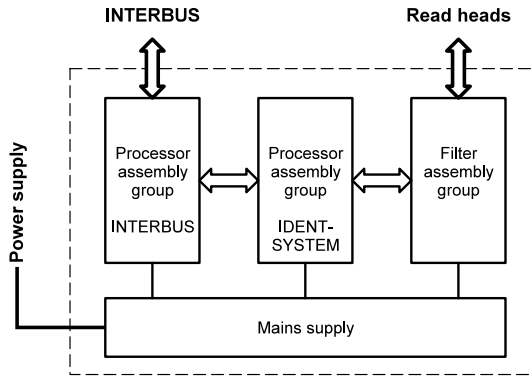 INTERBUS
Read heads
Power supply
Processor
assembly
group
INTERBUS
Processor
assembly
group
IDENT-
SYSTEM
Filter
assembly
group
Mains supply